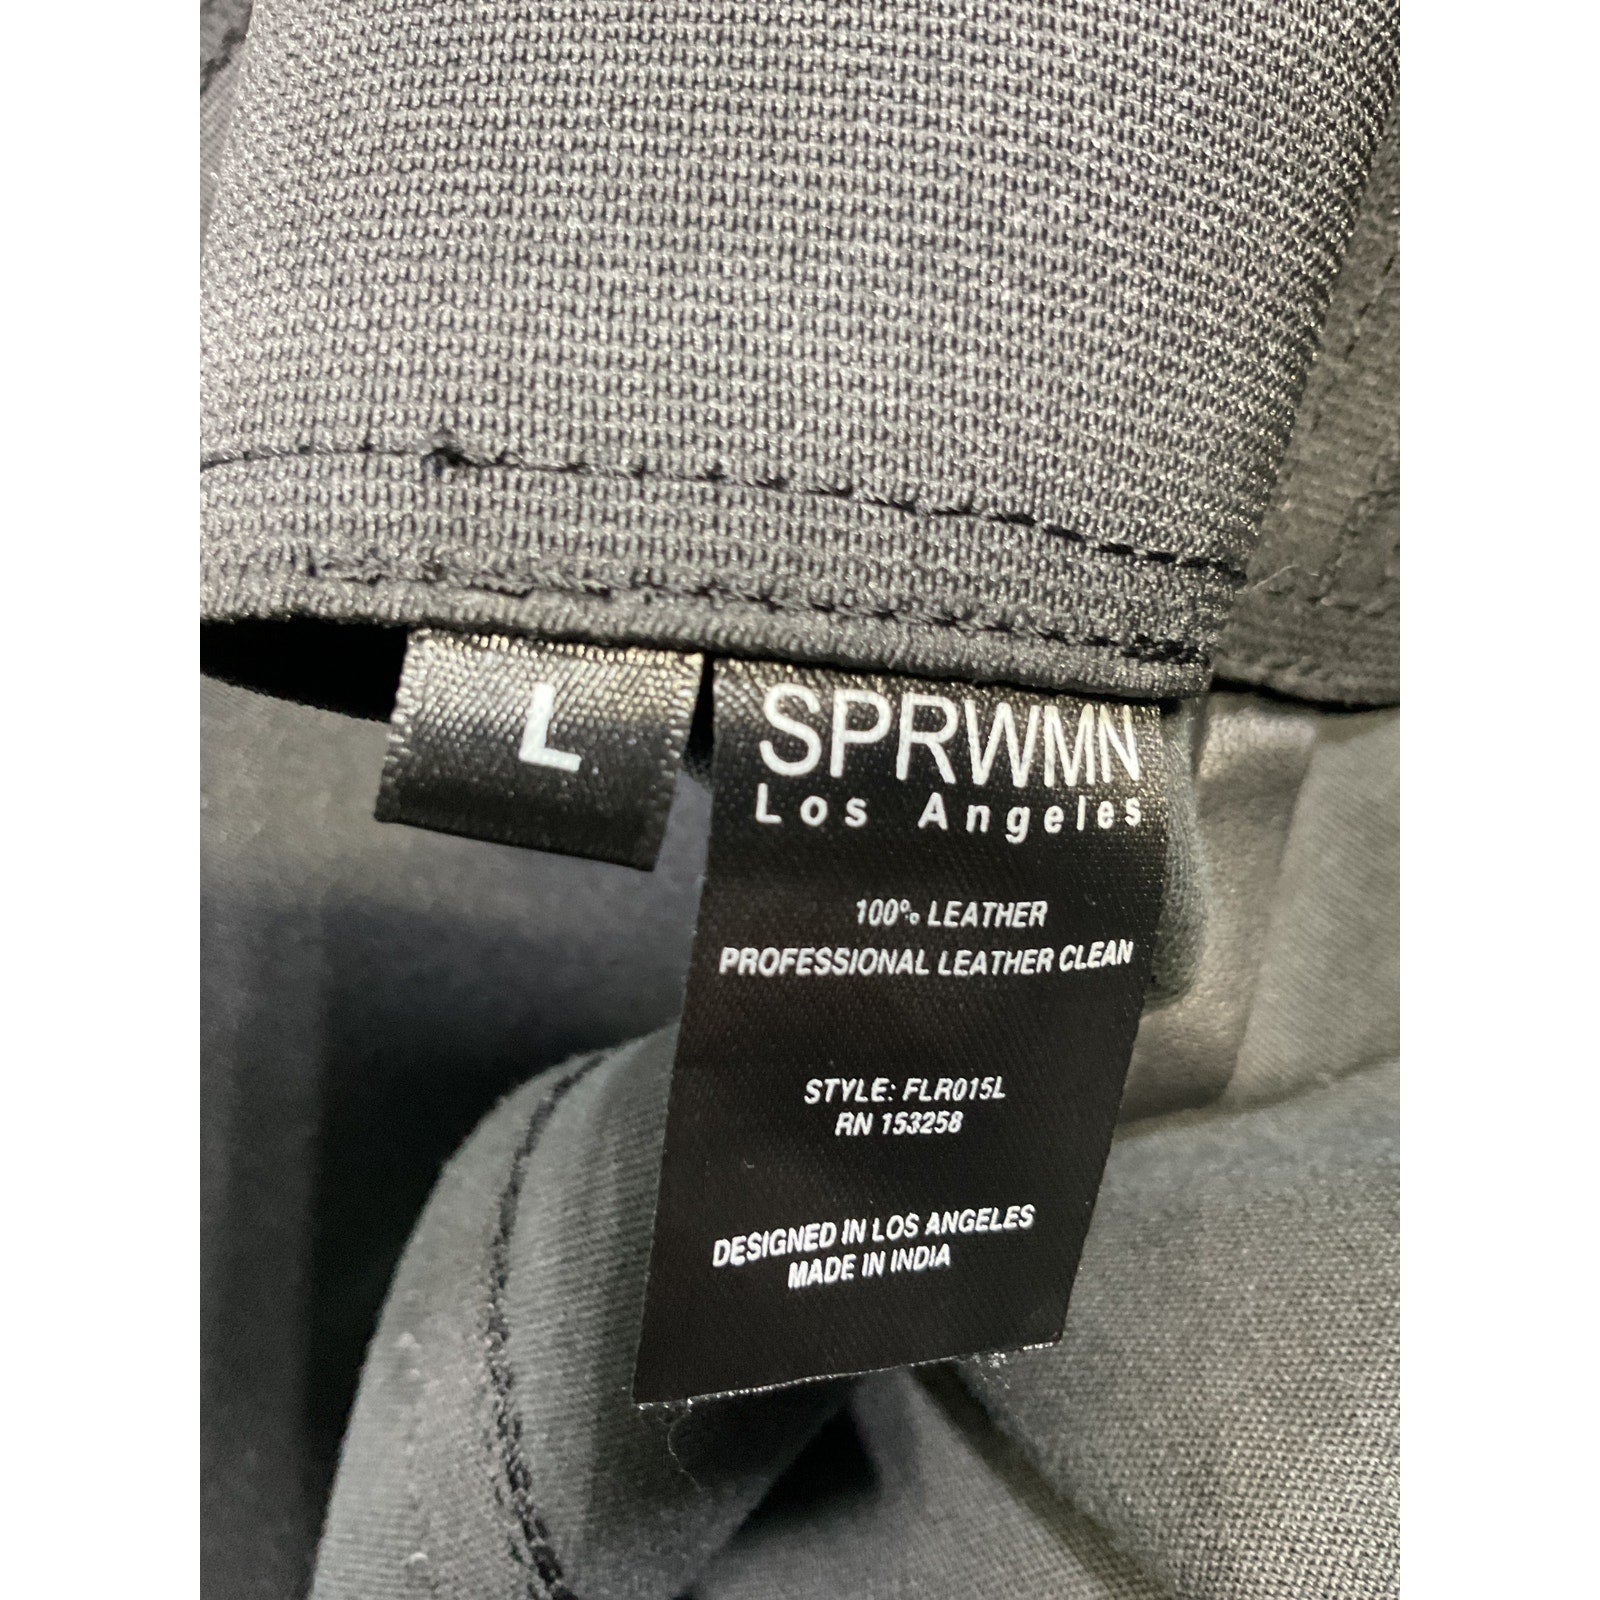 L
SPRWMN
Los Angeles
100% LEATHER
PROFESSIONAL LEATHER CLEAN
STYLE: FLR015L
RN 153258
DESIGNED IN LOS ANGELES
MADE IN INDIA